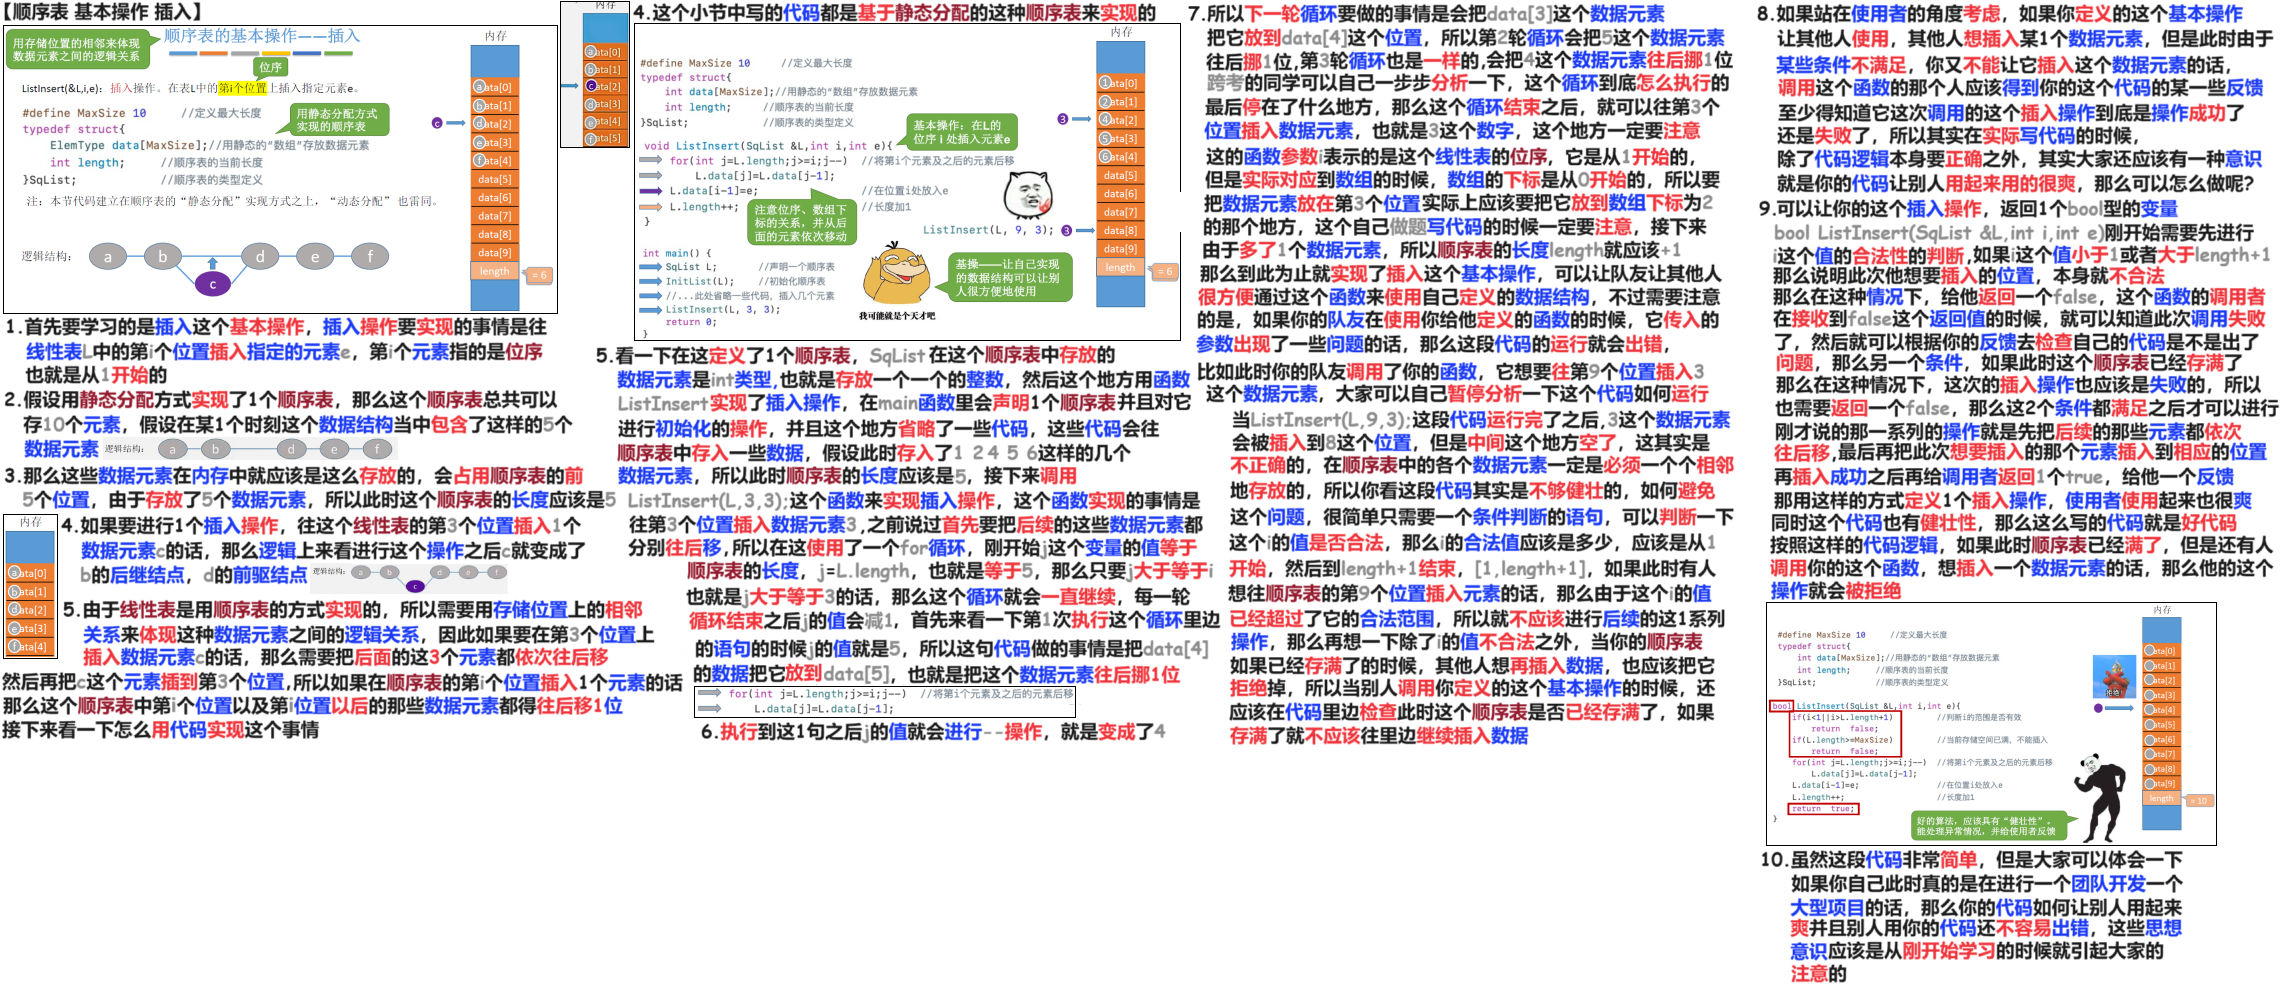 【顺序表 基本操作 插入】
用存储位置的相邻来体现
数据元素之间的逻辑关系
顺序表的基本操作——插入
位序
ListInsert(&L,i,e)：插入操作。在表L中的第i个位置上插入指定元素e。
#define MaxSize 10 //定义最大长度
typedef struct{
ElemType data[MaxSize];//用静态的“数组”存放数据元素
int length; //顺序表的当前长度
}SqList; //顺序表的类型定义
用静态分配方式
实现的顺序表
注：本节代码建立在顺序表的“静态分配”实现方式之上，“动态分配”也雷同。
逻辑结构：
a b d e f
c
内存
a data[0]
b data[1]
c
d data[2]
e data[3]
f data[4]
data[5]
data[6]
data[7]
data[8]
data[9]
length = 6
1.首先要学习的是插入这个基本操作，插入操作要实现的事情是往
线性表L中的第i个位置插入指定的元素e，第i个元素指的是位序
也就是从1开始的
2.假设用静态分配方式实现了1个顺序表，那么这个顺序表总共可以
存10个元素，假设在某1个时刻这个数据结构当中包含了这样的5个
数据元素
逻辑结构： a b d e f
3.那么这些数据元素在内存中就应该是这么存放的，会占用顺序表的前
5个位置，由于存放了5个数据元素，所以此时这个顺序表的长度应该是5
内存
a data[0]
b data[1]
d data[2]
e data[3]
f data[4]
4.如果要进行1个插入操作，往这个线性表的第3个位置插入1个
数据元素c的话，那么逻辑上来看进行这个操作之后c就变成了
b的后继结点，d的前驱结点
逻辑结构： a b d e f
c
5.由于线性表是用顺序表的方式实现的，所以需要用存储位置上的相邻
关系来体现这种数据元素之间的逻辑关系，因此如果要在第3个位置上
插入数据元素c的话，那么需要把后面的这3个元素都依次往后移
然后再把c这个元素插到第3个位置,所以如果在顺序表的第i个位置插入1个元素的话
那么这个顺序表中第i个位置以及第i位置以后的那些数据元素都得往后移1位
接下来看一下怎么用代码实现这个事情
内存
a data[0]
b data[1]
c data[2]
d data[3]
e data[4]
f data[5]
4.这个小节中写的代码都是基于静态分配的这种顺序表来实现的
#define MaxSize 10 //定义最大长度
typedef struct{
int data[MaxSize];//用静态的“数组”存放数据元素
int length; //顺序表的当前长度
}SqList; //顺序表的类型定义
基本操作：在L的
位序 i 处插入元素e
void ListInsert(SqList &L,int i,int e){
for(int j=L.length;j>=i;j--) //将第i个元素及之后的元素后移
L.data[j]=L.data[j-1];
L.data[i-1]=e; //在位置i处放入e
L.length++; //长度加1
}
注意位序、数组下
标的关系，并从后
面的元素依次移动
ListInsert(L, 9, 3); 3
int main() {
SqList L; //声明一个顺序表
InitList(L); //初始化顺序表
//...此处省略一些代码，插入几个元素
ListInsert(L, 3, 3);
return 0;
}
基操——让自己实现
的数据结构可以让别
人很方便地使用
我可能就是个天才吧
内存
1 data[0]
2 data[1]
3
4 data[2]
5 data[3]
6 data[4]
data[5]
data[6]
data[7]
data[8]
data[9]
length = 6
5.看一下在这定义了1个顺序表，SqList在这个顺序表中存放的
数据元素是int类型,也就是存放一个一个的整数，然后这个地方用函数
ListInsert实现了插入操作，在main函数里会声明1个顺序表并且对它
进行初始化的操作，并且这个地方省略了一些代码，这些代码会往
顺序表中存入一些数据，假设此时存入了1 2 4 5 6这样的几个
数据元素，所以此时顺序表的长度应该是5，接下来调用
ListInsert(L,3,3);这个函数来实现插入操作，这个函数实现的事情是
往第3个位置插入数据元素3,之前说过首先要把后续的这些数据元素都
分别往后移,所以在这使用了一个for循环，刚开始j这个变量的值等于
顺序表的长度，j=L.length，也就是等于5，那么只要j大于等于i
也就是j大于等于3的话，那么这个循环就会一直继续，每一轮
循环结束之后j的值会减1，首先来看一下第1次执行这个循环里边
的语句的时候j的值就是5，所以这句代码做的事情是把data[4]
的数据把它放到data[5]，也就是把这个数据元素往后挪1位
for(int j=L.length;j>=i;j--) //将第i个元素及之后的元素后移
L.data[j]=L.data[j-1];
6.执行到这1句之后j的值就会进行--操作，就是变成了4
7.所以下一轮循环要做的事情是会把data[3]这个数据元素
把它放到data[4]这个位置，所以第2轮循环会把5这个数据元素
往后挪1位,第3轮循环也是一样的,会把4这个数据元素往后挪1位
跨考的同学可以自己一步步分析一下，这个循环到底怎么执行的
最后停在了什么地方，那么这个循环结束之后，就可以往第3个
位置插入数据元素，也就是3这个数字，这个地方一定要注意
这的函数参数i表示的是这个线性表的位序，它是从1开始的，
但是实际对应到数组的时候，数组的下标是从0开始的，所以要
把数据元素放在第3个位置实际上应该要把它放到数组下标为2
的那个地方，这个自己做题写代码的时候一定要注意，接下来
由于多了1个数据元素，所以顺序表的长度length就应该+1
那么到此为止就实现了插入这个基本操作，可以让队友让其他人
很方便通过这个函数来使用自己定义的数据结构，不过需要注意
的是，如果你的队友在使用你给他定义的函数的时候，它传入的
参数出现了一些问题的话，那么这段代码的运行就会出错，
比如此时你的队友调用了你的函数，它想要往第9个位置插入3
这个数据元素，大家可以自己暂停分析一下这个代码如何运行
当ListInsert(L,9,3);这段代码运行完了之后,3这个数据元素
会被插入到8这个位置，但是中间这个地方空了，这其实是
不正确的，在顺序表中的各个数据元素一定是必须一个个相邻
地存放的，所以你看这段代码其实是不够健壮的，如何避免
这个问题，很简单只需要一个条件判断的语句，可以判断一下
这个i的值是否合法，那么i的合法值应该是多少，应该是从1
开始，然后到length+1结束，[1,length+1]，如果此时有人
想往顺序表的第9个位置插入元素的话，那么由于这个i的值
已经超过了它的合法范围，所以就不应该进行后续的这1系列
操作，那么再想一下除了i的值不合法之外，当你的顺序表
如果已经存满了的时候，其他人想再插入数据，也应该把它
拒绝掉，所以当别人调用你定义的这个基本操作的时候，还
应该在代码里边检查此时这个顺序表是否已经存满了，如果
存满了就不应该往里边继续插入数据
8.如果站在使用者的角度考虑，如果你定义的这个基本操作
让其他人使用，其他人想插入某1个数据元素，但是此时由于
某些条件不满足，你又不能让它插入这个数据元素的话，
调用这个函数的那个人应该得到你的这个代码的某一些反馈
至少得知道它这次调用的这个插入操作到底是操作成功了
还是失败了，所以其实在实际写代码的时候，
除了代码逻辑本身要正确之外，其实大家还应该有一种意识
就是你的代码让别人用起来用的很爽，那么可以怎么做呢?
9.可以让你的这个插入操作，返回1个bool型的变量
bool ListInsert(SqList &L,int i,int e)刚开始需要先进行
i这个值的合法性的判断,如果i这个值小于1或者大于length+1
那么说明此次他想要插入的位置，本身就不合法
那么在这种情况下，给他返回一个false，这个函数的调用者
在接收到false这个返回值的时候，就可以知道此次调用失败
了，然后就可以根据你的反馈去检查自己的代码是不是出了
问题，那么另一个条件，如果此时这个顺序表已经存满了
那么在这种情况下，这次的插入操作也应该是失败的，所以
也需要返回一个false，那么这2个条件都满足之后才可以进行
刚才说的那一系列的操作就是先把后续的那些元素都依次
往后移,最后再把此次想要插入的那个元素插入到相应的位置
再插入成功之后再给调用者返回1个true，给他一个反馈
那用这样的方式定义1个插入操作，使用者使用起来也很爽
同时这个代码也有健壮性，那么这么写的代码就是好代码
按照这样的代码逻辑，如果此时顺序表已经满了，但是还有人
调用你的这个函数，想插入一个数据元素的话，那么他的这个
操作就会被拒绝
#define MaxSize 10 //定义最大长度
typedef struct{
int data[MaxSize];//用静态的“数组”存放数据元素
int length; //顺序表的当前长度
}SqList; //顺序表的类型定义
bool ListInsert(SqList &L,int i,int e){
if(i<1||i>L.length+1) //判断i的范围是否有效
return false;
if(L.length>=MaxSize) //当前存储空间已满，不能插入
return false;
for(int j=L.length;j>=i;j--) //将第i个元素及之后的元素后移
L.data[j]=L.data[j-1];
L.data[i-1]=e; //在位置i处放入e
L.length++; //长度加1
return true;
}
好的算法，应该具有“健壮性”。
能处理异常情况，并给使用者反馈
内存
data[0]
data[1]
data[2]
data[3]
data[4]
data[5]
data[6]
data[7]
data[8]
data[9]
length = 10
10.虽然这段代码非常简单，但是大家可以体会一下
如果你自己此时真的是在进行一个团队开发一个
大型项目的话，那么你的代码如何让别人用起来
爽并且别人用你的代码还不容易出错，这些思想
意识应该是从刚开始学习的时候就引起大家的
注意的